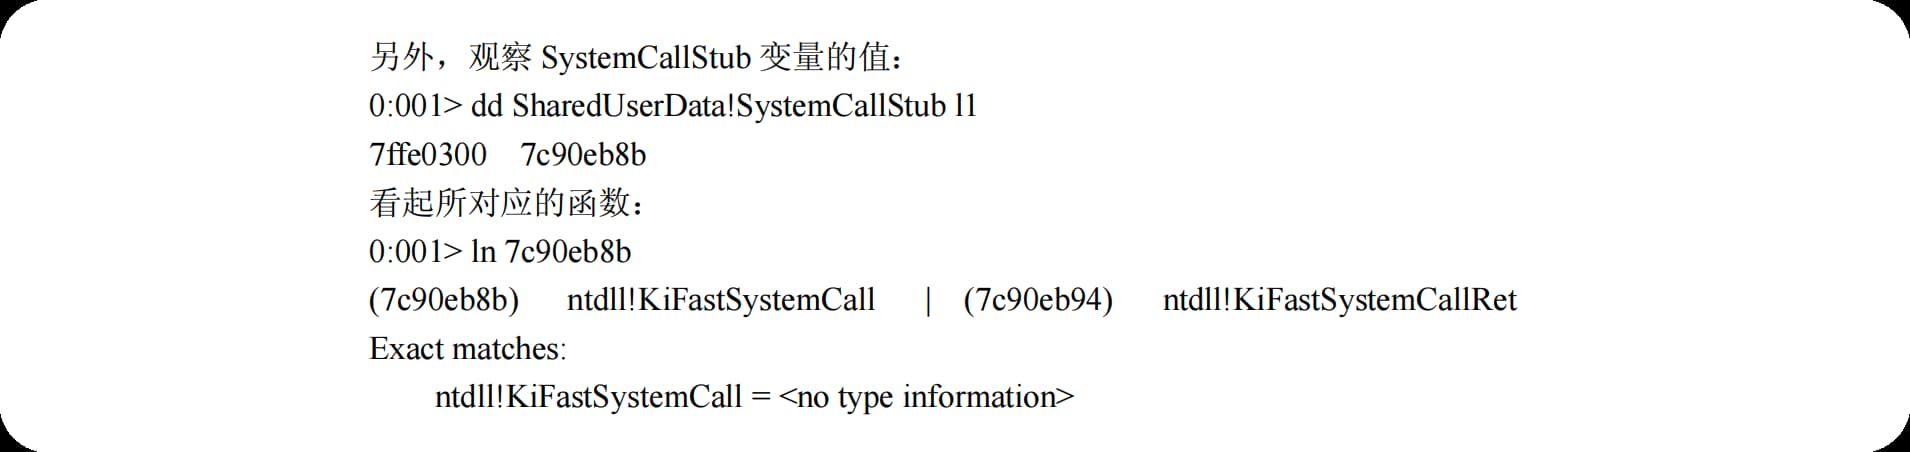 另外，观察 SystemCallStub 变量的值：
0:001> dd SharedUserData!SystemCallStub l1
7ffe0300 7c90eb8b
看起所对应的函数：
0:001> ln 7c90eb8b
(7c90eb8b) ntdll!KiFastSystemCall | (7c90eb94) ntdll!KiFastSystemCallRet
Exact matches:
ntdll!KiFastSystemCall = <no type information>